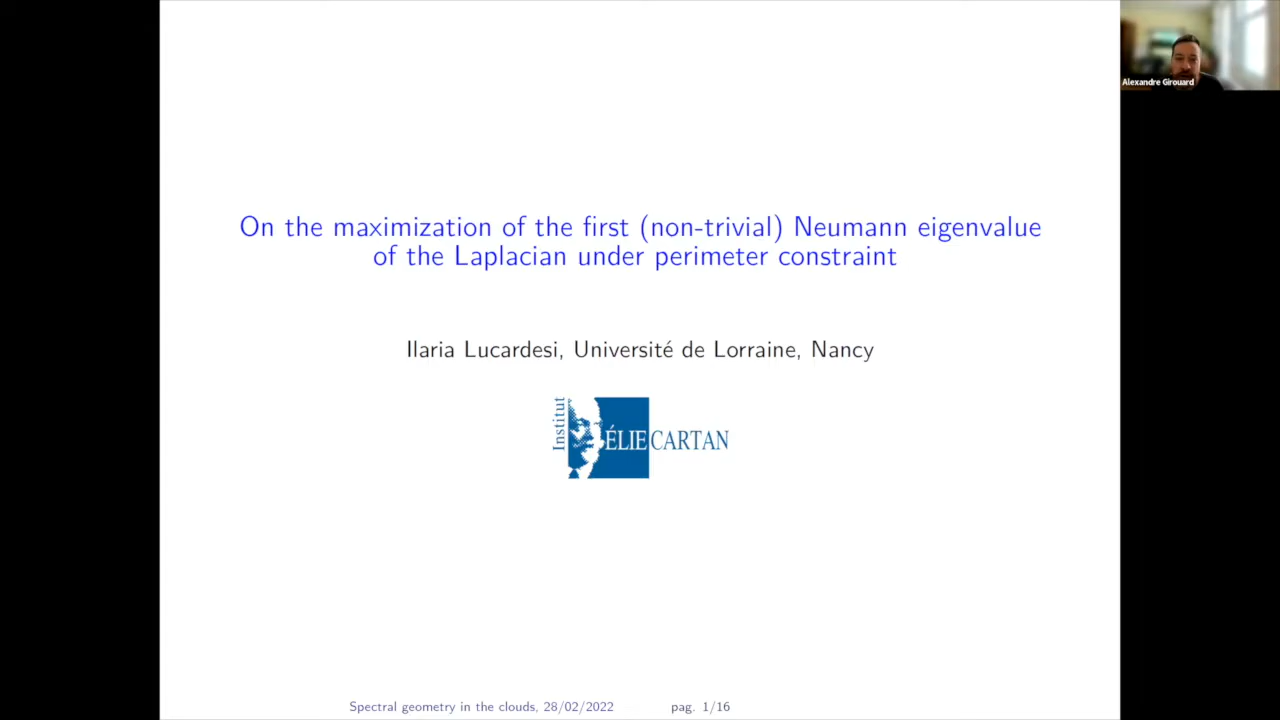 Alexandre Girouard
On the maximization of the first (non-trivial) Neumann eigenvalue
of the Laplacian under perimeter constraint
Ilaria Lucardesi, Université de Lorraine, Nancy
Institut
ÉLIE CARTAN
Spectral geometry in the clouds, 28/02/2022 pag. 1/16